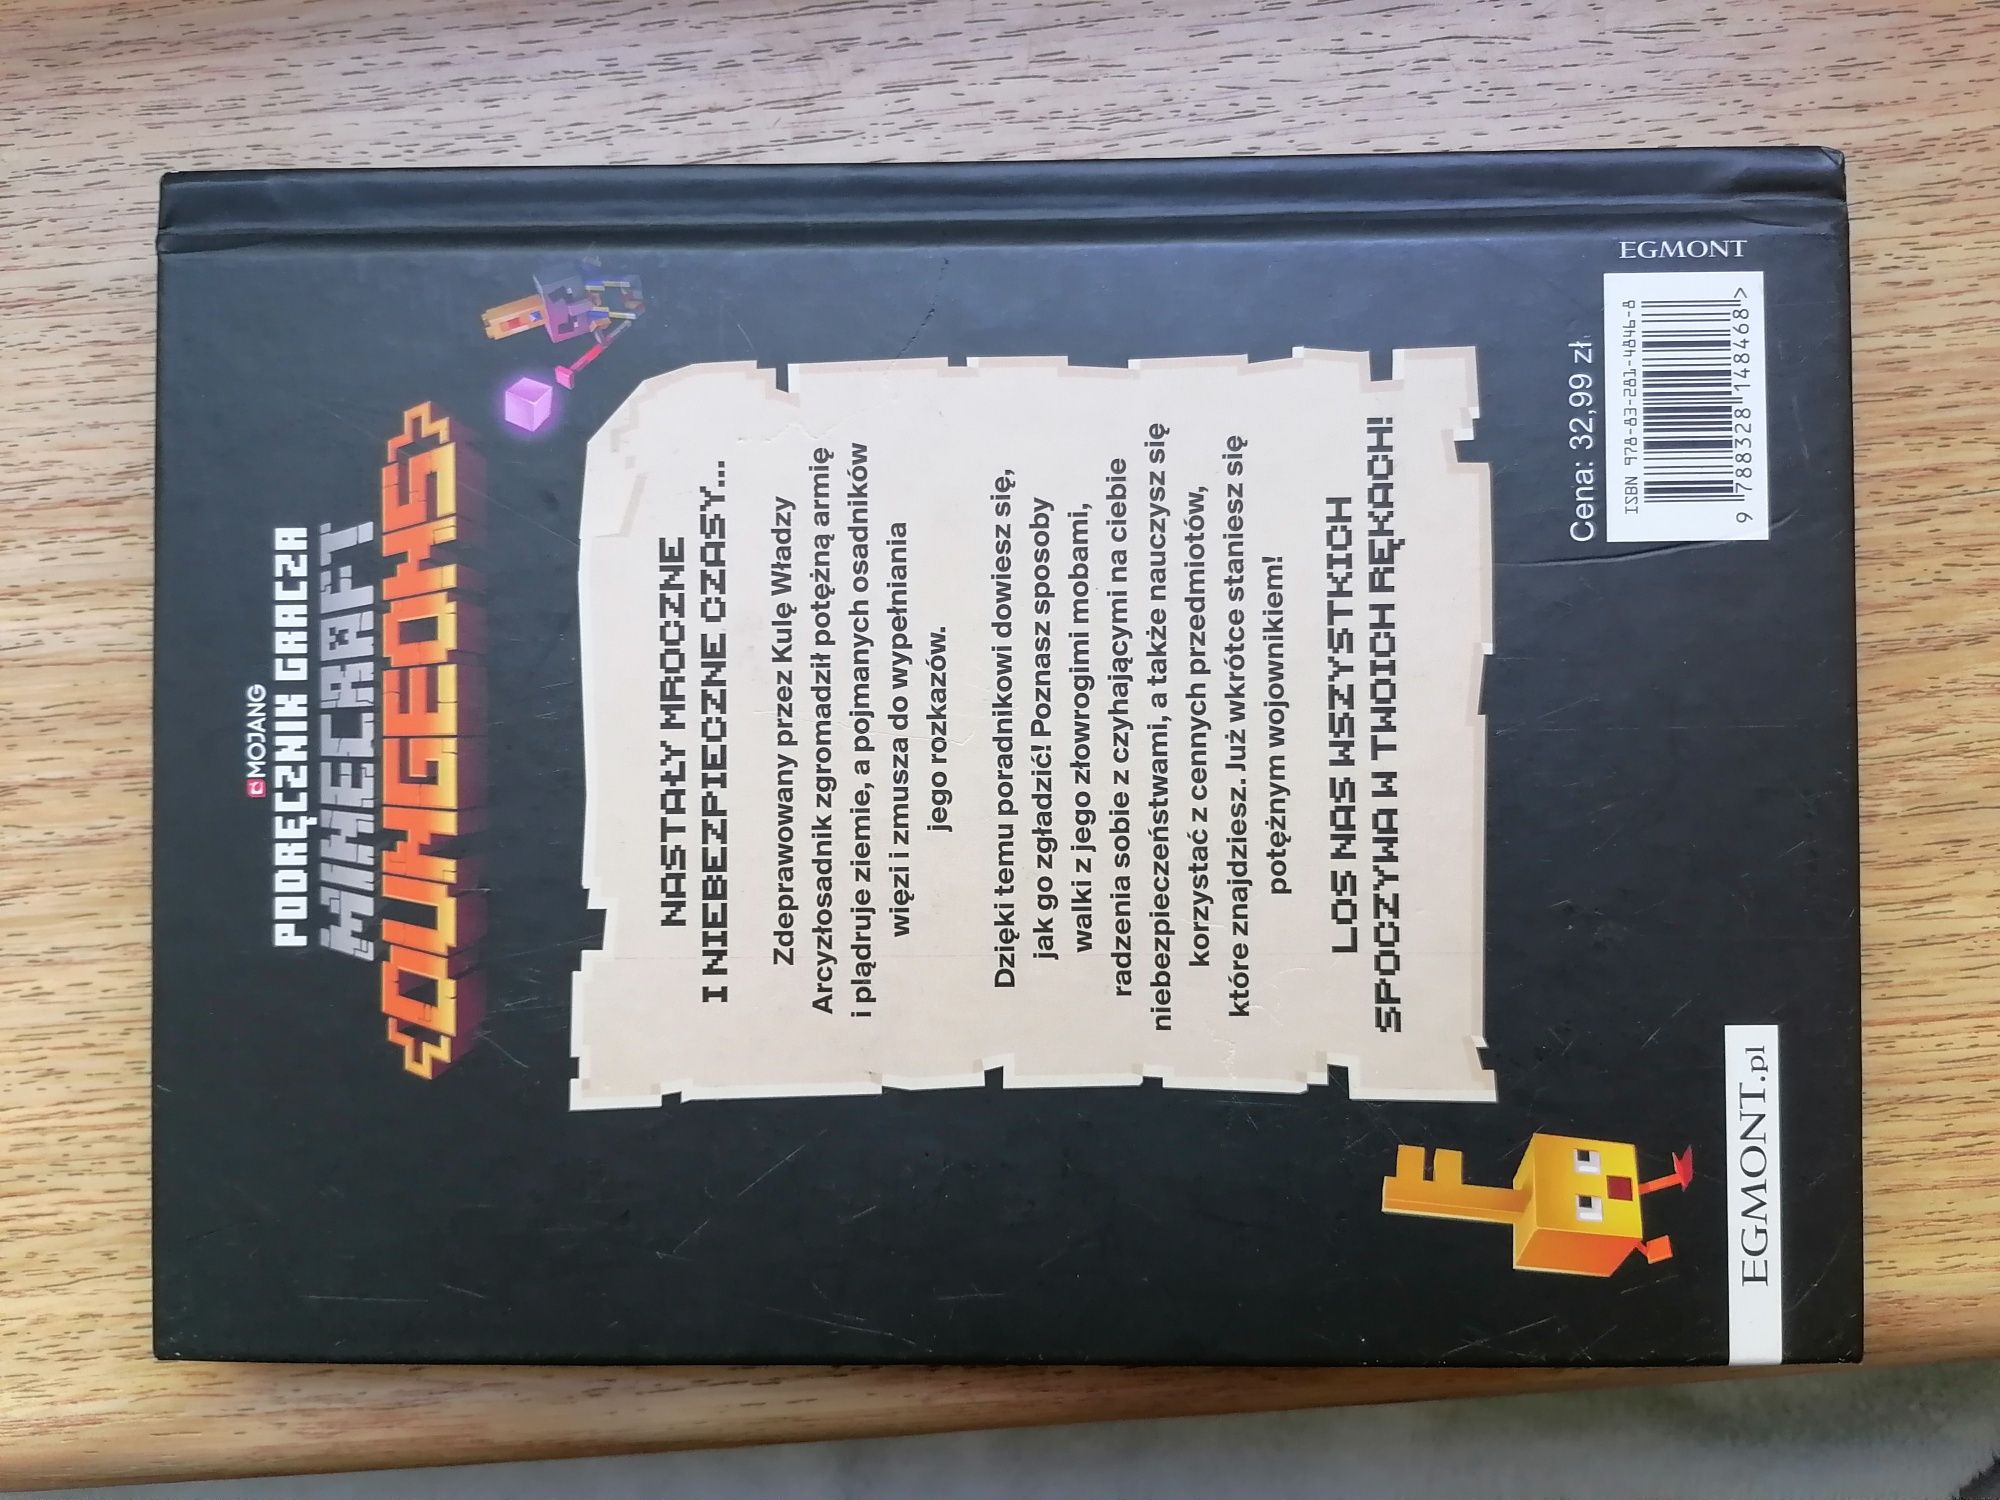 MOJANG
PODRĘCZNIK GRACZA
MINECRAFT
DUNGEONS
NASTAŁY MROCZNE
I NIEBEZPIECZNE CZASY...
Zdeprawowany przez Kulę Władzy
Arcyzłosadnik zgromadził potężną armię
i plądruje ziemie, a pojmanych osadników
więzi i zmusza do wypełniania
jego rozkazów.
Dzięki temu poradnikowi dowiesz się,
jak go zgładzić! Poznasz sposoby
walki z jego złowrogimi mobami,
radzenia sobie z czyhającymi na ciebie
niebezpieczeństwami, a także nauczysz się
korzystać z cennych przedmiotów,
które znajdziesz. Już wkrótce staniesz się
potężnym wojownikiem!
LOS NAS WSZYSTKICH
SPOCZYWA W TWOICH RĘKACH!
Cena: 32,99 zł
ISBN 978-83-281-4846-8
9 788328 148468>
EGMONT
EGMONT.pl